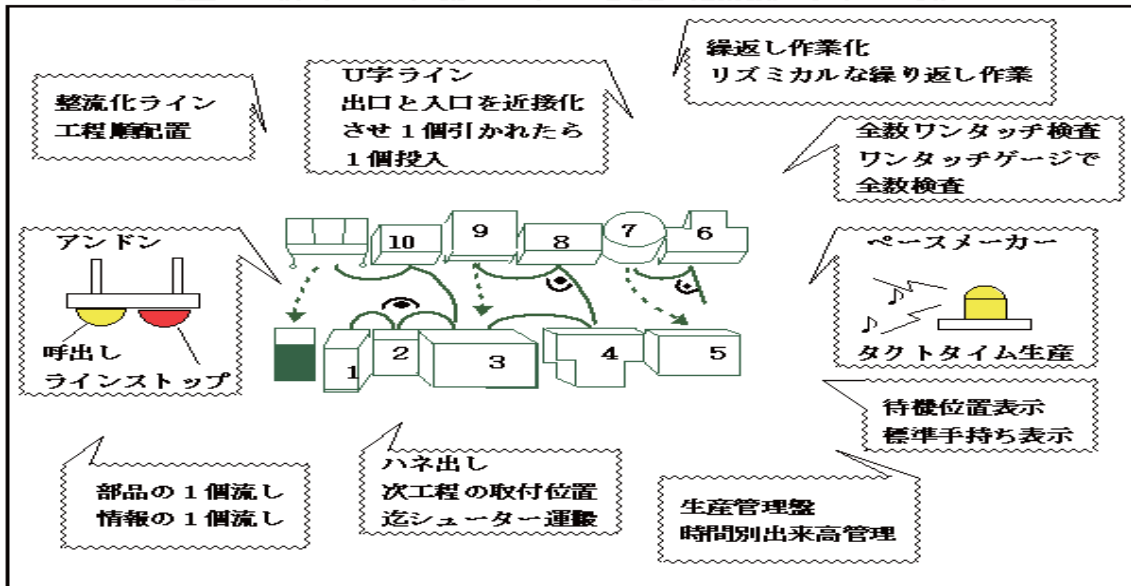 整流化ライン
工程順配置
U字ライン
出口と入口を近接化
させ1個引かれたら
1個投入
繰返し作業化
リズミカルな繰り返し作業
全数ワンタッチ検査
ワンタッチゲージで
全数検査
アンドン
呼出し
ラインストップ
10
9
8
7
6
1
2
3
4
5
ペースメーカー
タクトタイム生産
待機位置表示
標準手持ち表示
部品の1個流し
情報の1個流し
ハネ出し
次工程の取付位置
迄シューター運搬
生産管理盤
時間別出来高管理